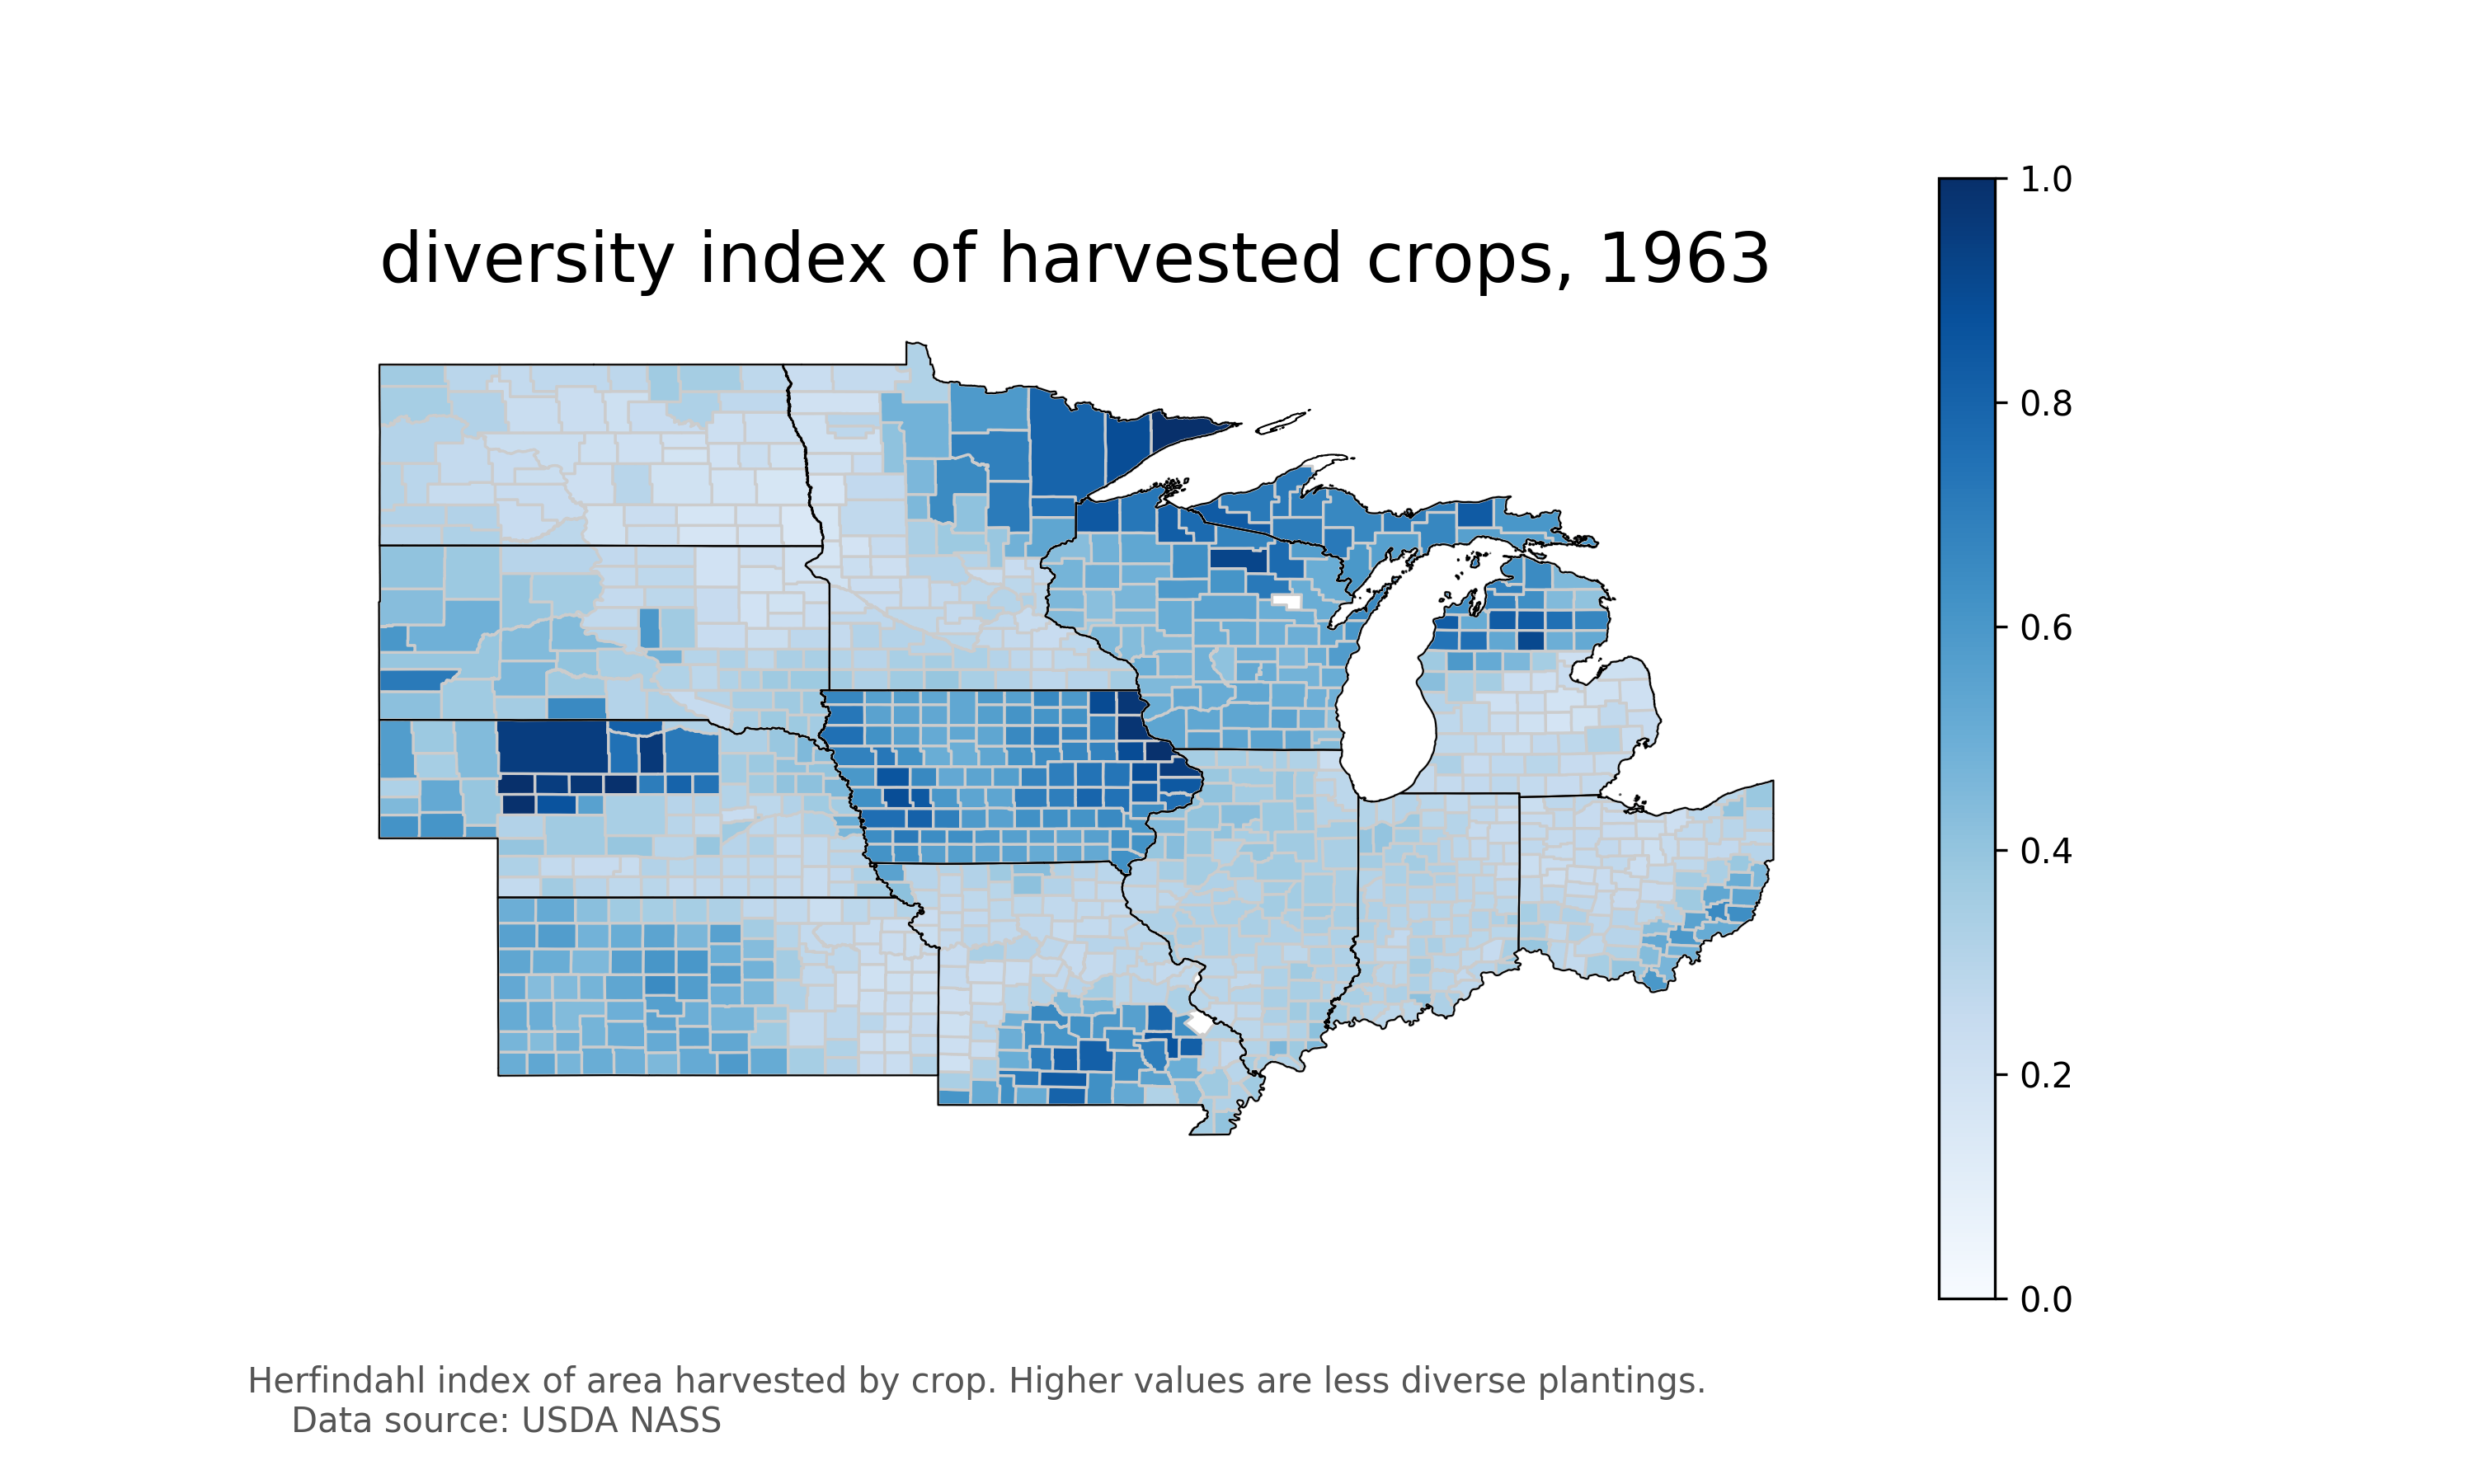 diversity index of harvested crops, 1963
1.0
0.8
0.6
0.4
0.2
0.0
Herfindahl index of area harvested by crop. Higher values are less diverse plantings.
Data source: USDA NASS